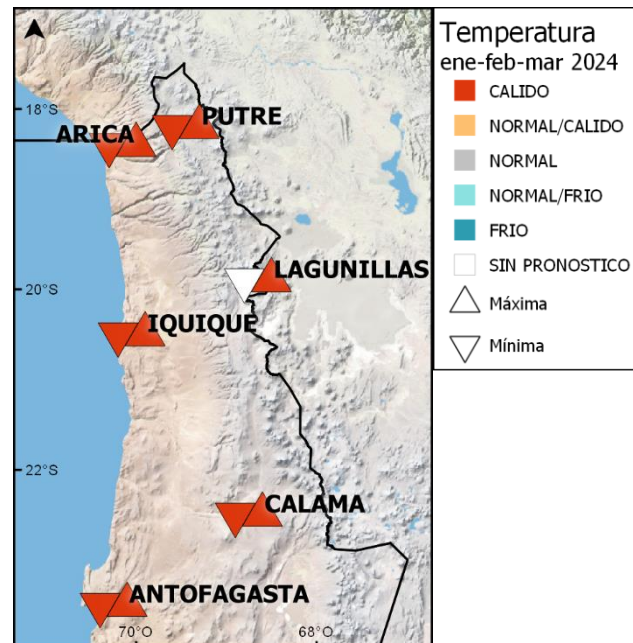 Temperatura
ene-feb-mar 2024
CALIDO
NORMAL/CALIDO
NORMAL
NORMAL/FRIO
FRIO
SIN PRONOSTICO
Máxima
Mínima
18°S
PUTRE
ARICA
LAGUNILLAS
20°S
IQUIQUE
22°S
CALAMA
ANTOFAGASTA
70°O
68°O